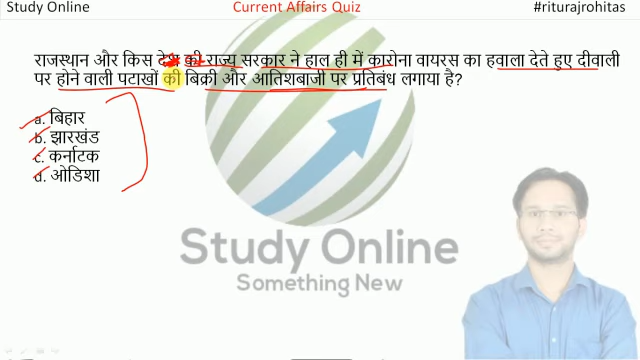 Study Online
Current Affairs Quiz
#riturajrohitas
राजस्थान और किस देश की राज्य सरकार ने हाल ही में कारोना वायरस का हवाला देते हुए दीवाली
पर होने वाली पटाखों की बिक्री और आतिशबाजी पर प्रतिबंध लगाया है?
a. बिहार
b. झारखंड
c. कर्नाटक
d. ओडिशा
Study Online
Something New